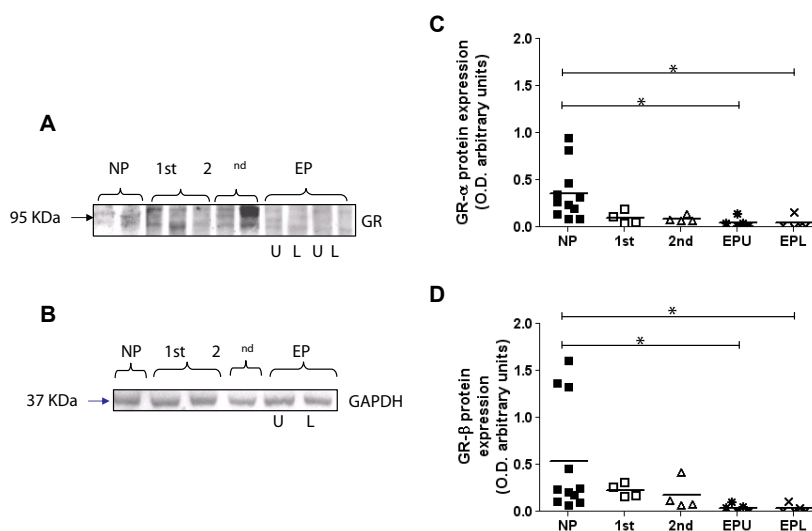 A
NP 1st 2 nd EP
95 KDa GR
U L U L
B
NP 1st 2 nd EP
37 KDa GAPDH
U L
C
GR-α protein expression
(O.D. arbitrary units)
2.0
1.5
1.0
0.5
0.0
*
*
NP 1st 2nd EPU EPL
D
GR-β protein
expression
(O.D. arbitrary units)
2.0
1.5
1.0
0.5
0.0
*
*
NP 1st 2nd EPU EPL